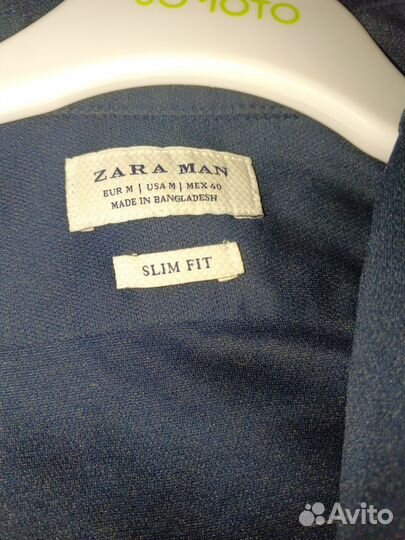 ZARA MAN
EUR M | USA M | MEX 40
MADE IN BANGLADESH
SLIM FIT
Avito